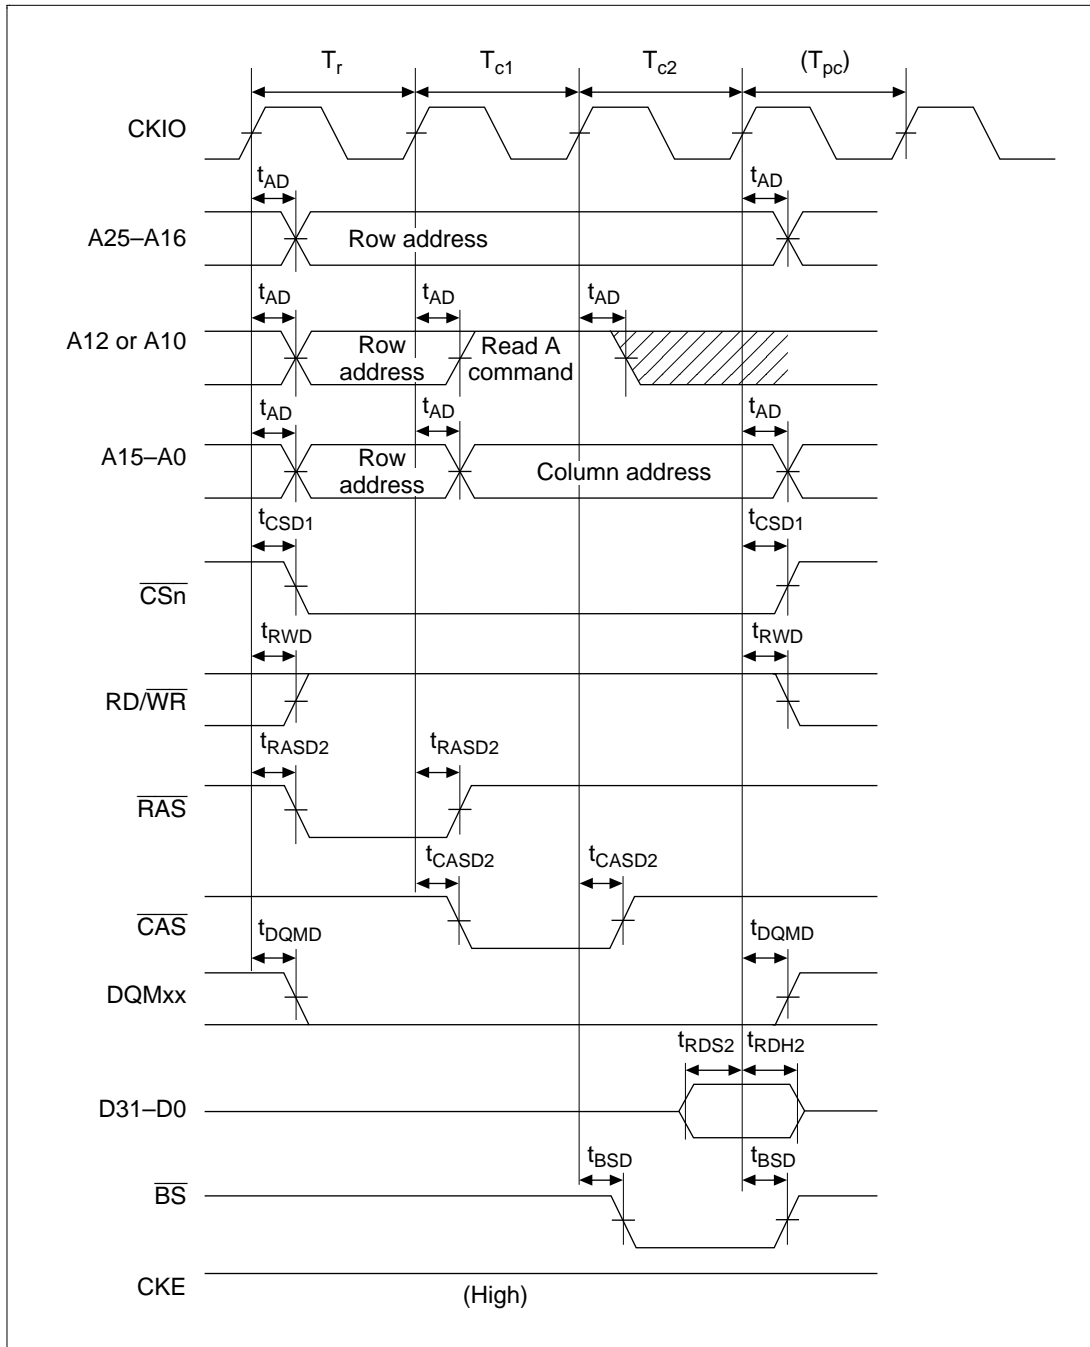 Tr Tc1 Tc2 (Tpc)
CKIO
tAD tAD
A25–A16 Row address
tAD tAD tAD
A12 or A10 Row address Read A command
tAD tAD tAD
A15–A0 Row address Column address
tCSD1 tCSD1
CSn
tRWD tRWD
RD/WR
tRASD2 tRASD2
RAS
tCASD2 tCASD2
CAS
tDQMD tDQMD
DQMxx
tRDS2 tRDH2
D31–D0
tBSD tBSD
BS
CKE (High)